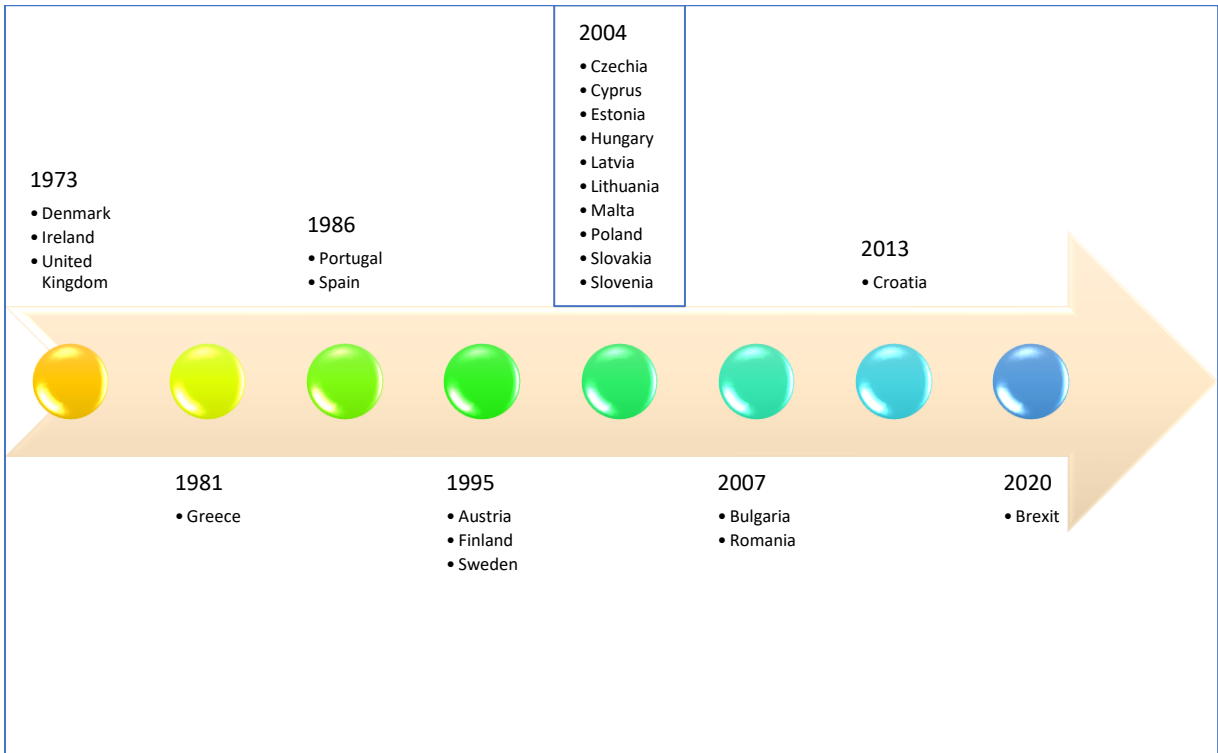 2004
• Czechia
• Cyprus
• Estonia
• Hungary
• Latvia
• Lithuania
• Malta
• Poland
• Slovakia
• Slovenia
1973
• Denmark
• Ireland
• United
Kingdom
1986
• Portugal
• Spain
2013
• Croatia
1981
• Greece
1995
• Austria
• Finland
• Sweden
2007
• Bulgaria
• Romania
2020
• Brexit